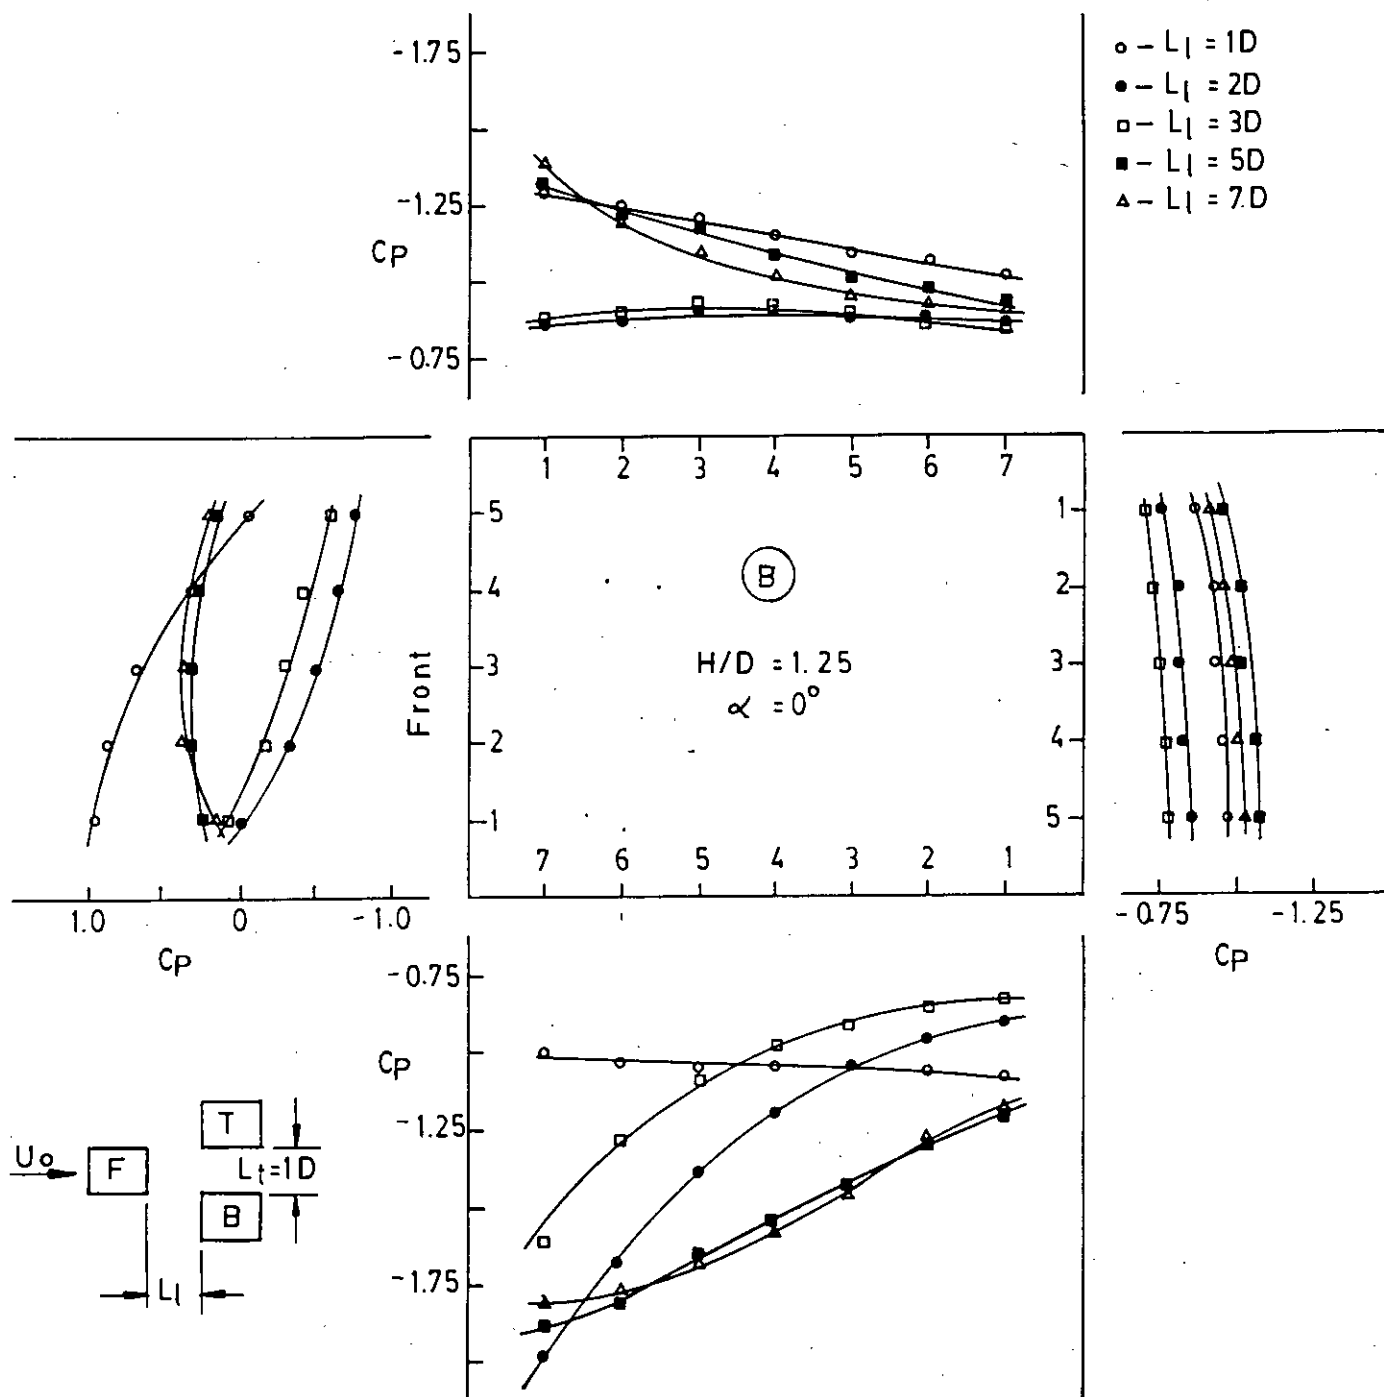 -1.75
-1.25
CP
-0.75
○ - Ll = 1D
● - Ll = 2D
□ - Ll = 3D
■ - Ll = 5D
△ - Ll = 7.D
1 2 3 4 5 6 7
5
4
3
2
1
Front
B
H/D = 1.25
∝ = 0°
1
2
3
4
5
7 6 5 4 3 2 1
1.0 0 -1.0
CP
-0.75 -1.25
CP
-0.75
CP
-1.25
-1.75
T
U0
F
Lt=1D
B
Ll